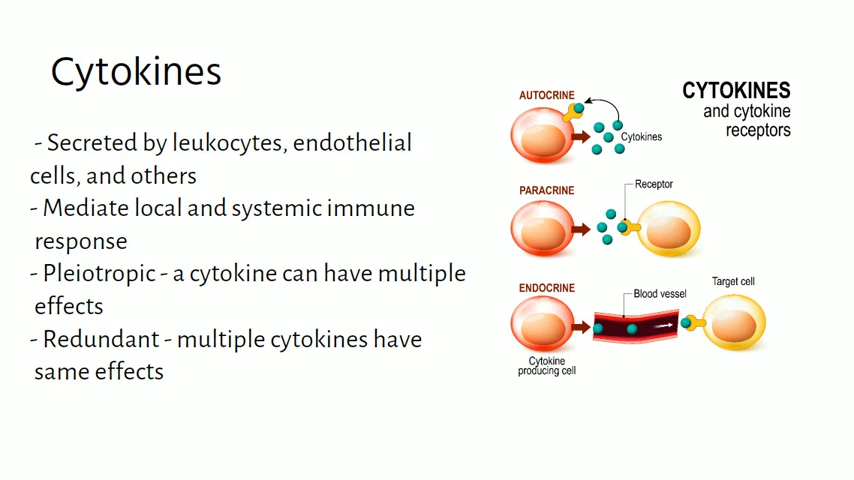 Cytokines
- Secreted by leukocytes, endothelial
cells, and others
- Mediate local and systemic immune
response
- Pleiotropic - a cytokine can have multiple
effects
- Redundant - multiple cytokines have
same effects
CYTOKINES
and cytokine
receptors
AUTOCRINE
Cytokines
PARACRINE
Receptor
ENDOCRINE
Blood vessel
Target cell
Cytokine
producing cell